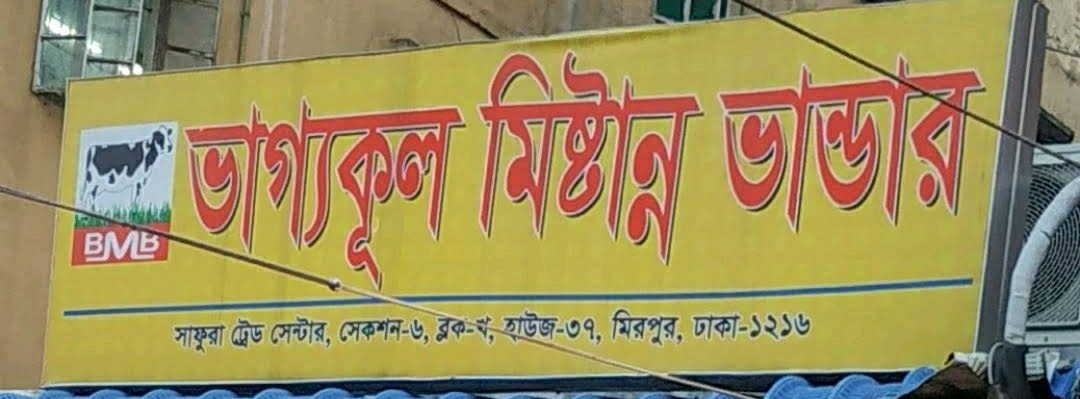 ভাগ্যকূল মিষ্টান্ন ভান্ডার
BMB
সাফুরা ট্রেড সেন্টার, সেকশন-৬, ব্লক-খ, হাউজ-৩৭, মিরপুর, ঢাকা-১২১৬